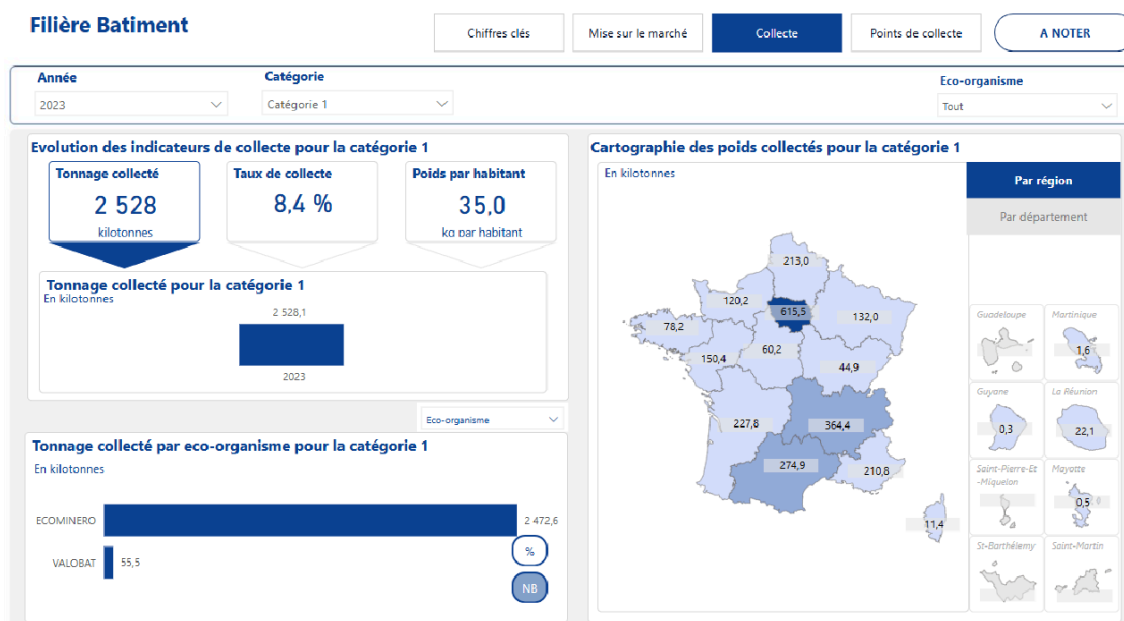 Filière Batiment
Chiffres clés
Mise sur le marché
Collecte
Points de collecte
A NOTER
Année
2023
Catégorie
Catégorie 1
Eco-organisme
Tout
Evolution des indicateurs de collecte pour la catégorie 1
Tonnage collecté
2 528
kilotonnes
Taux de collecte
8,4 %
Poids par habitant
35,0
kg par habitant
Tonnage collecté pour la catégorie 1
En kilotonnes
2 528,1
2023
Eco-organisme
Tonnage collecté par eco-organisme pour la catégorie 1
En kilotonnes
ECOMINERO
2 472,6
VALOBAT
55,5
%
NB
Cartographie des poids collectés pour la catégorie 1
En kilotonnes
Par région
Par département
213,0
120,2
615,5
132,0
78,2
150,4
60,2
44,9
227,8
364,4
274,9
210,8
11,4
Guadeloupe
Martinique
1,6
Guyane
0,3
La Réunion
22,1
Saint-Pierre-Et
-Miquelon
Mayotte
0,5
St-Barthélemy
Saint-Martin